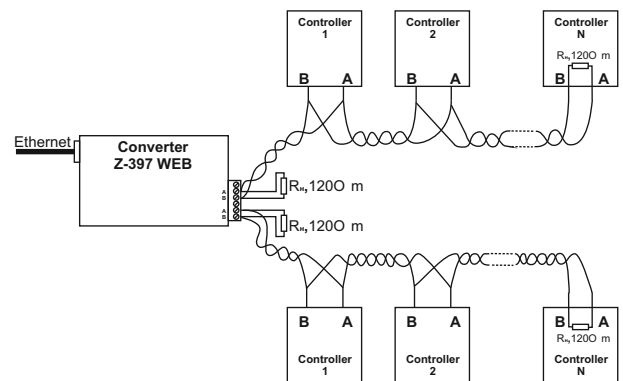 Controller
1
Controller
2
Controller
N
Rн,120O m
B A
B A
B A
Ethernet
Converter
Z-397 WEB
A
B
A
B
Rн,120O m
Rн,120O m
B A
B A
B A
Rн,120O m
Controller
1
Controller
2
Controller
N